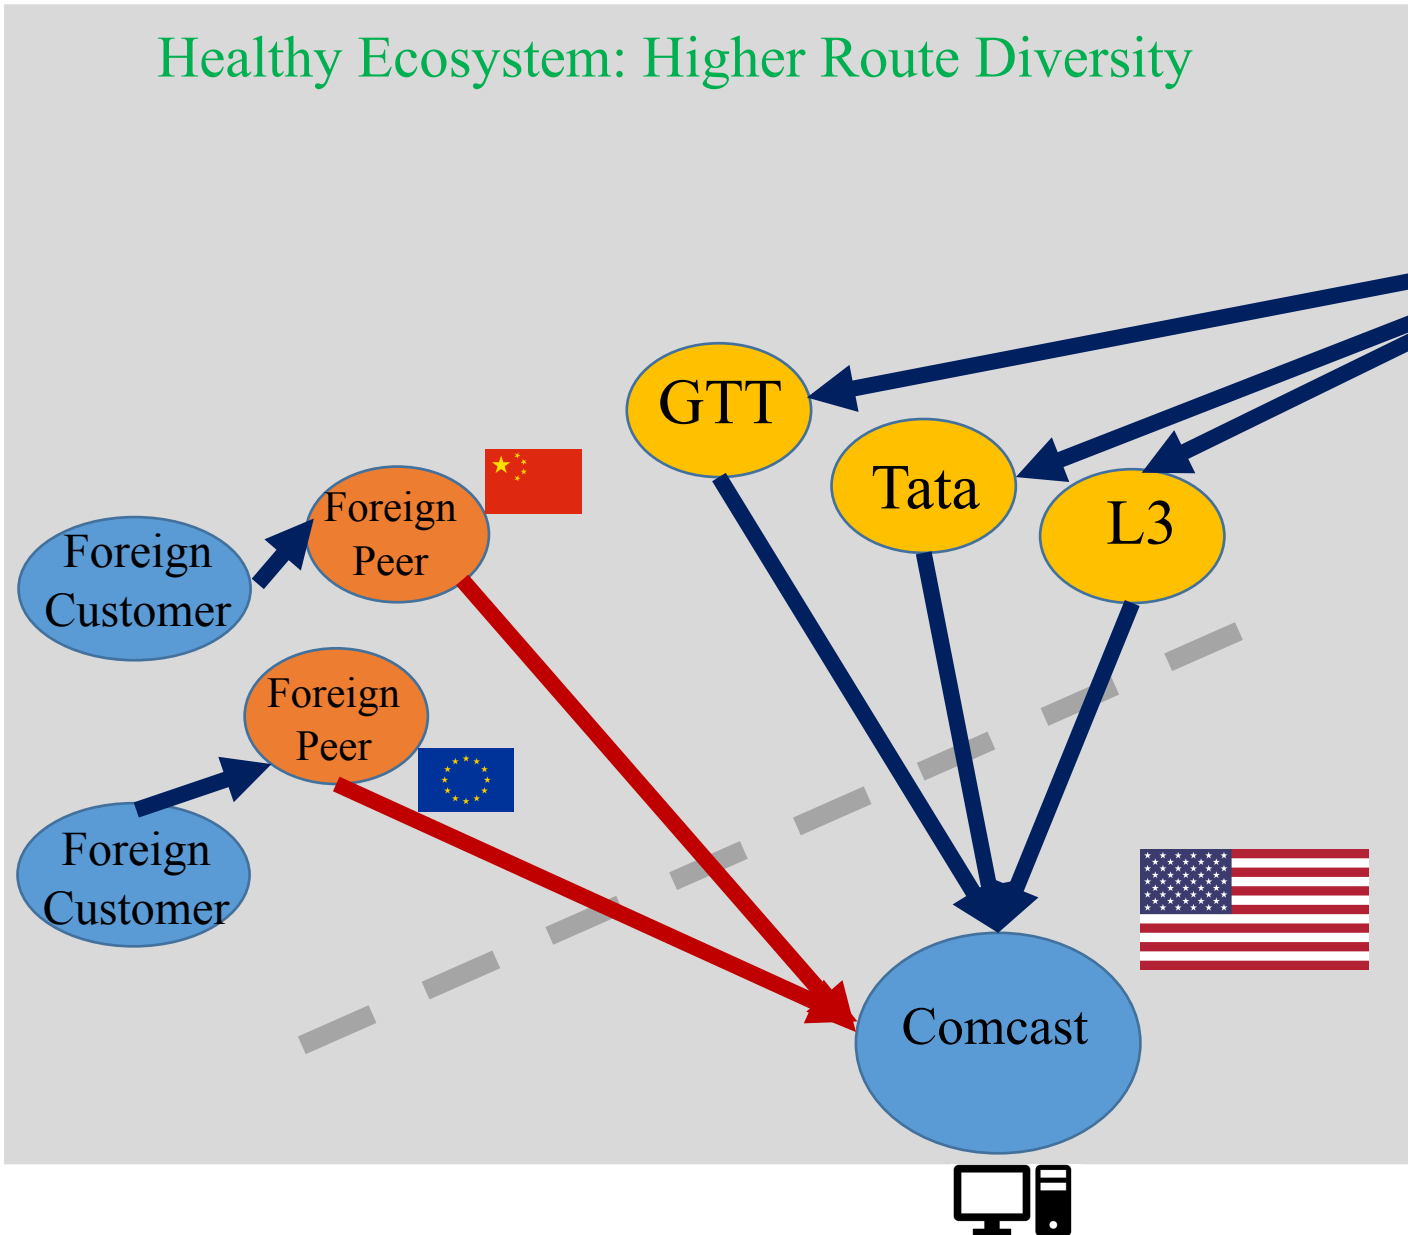 Healthy Ecosystem: Higher Route Diversity
GTT
Tata
L3
Foreign
Peer
Foreign
Customer
Foreign
Peer
Foreign
Customer
Comcast